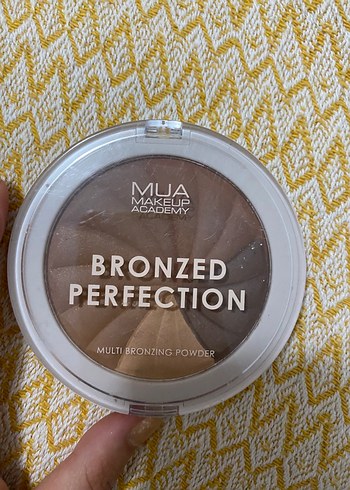 MUA
MAKEUP
ACADEMY
BRONZED
PERFECTION
MULTI BRONZING POWDER